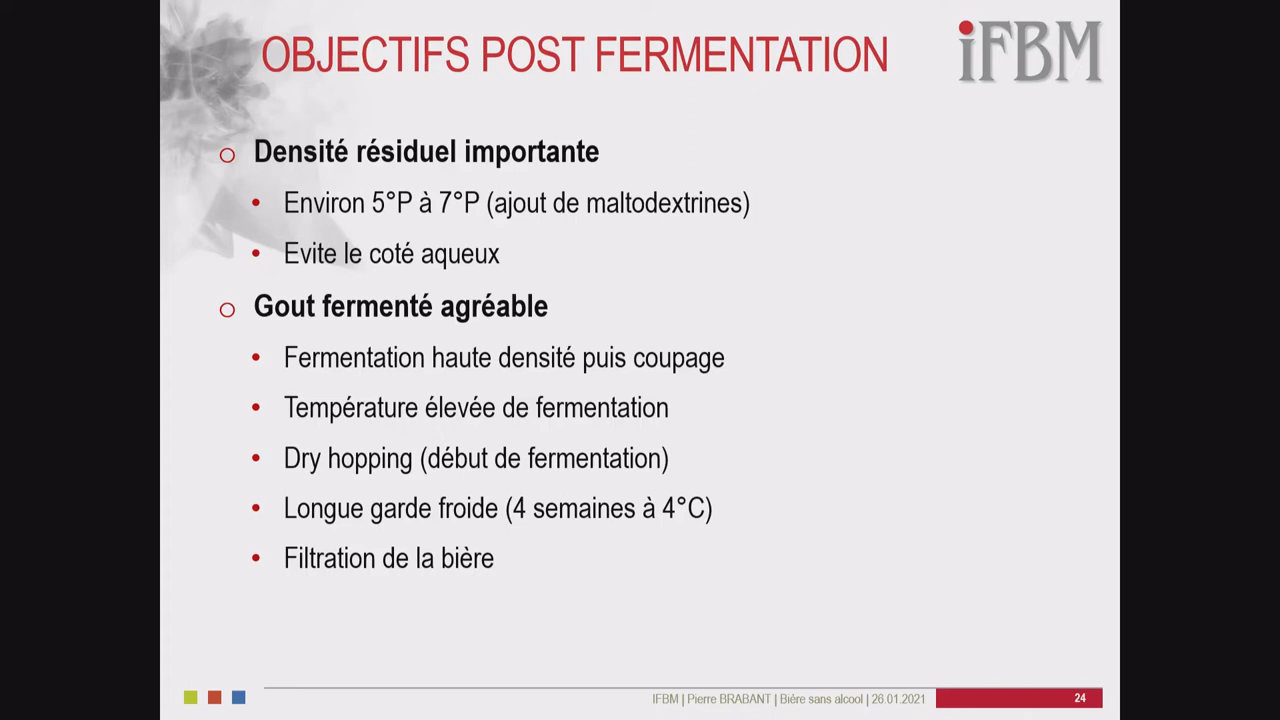 OBJECTIFS POST FERMENTATION
iFBM
Densité résiduel importante
Environ 5°P à 7°P (ajout de maltodextrines)
Evite le coté aqueux
Gout fermenté agréable
Fermentation haute densité puis coupage
Température élevée de fermentation
Dry hopping (début de fermentation)
Longue garde froide (4 semaines à 4°C)
Filtration de la bière
IFBM | Pierre BRABANT | Bière sans alcool | 26.01.2021
24